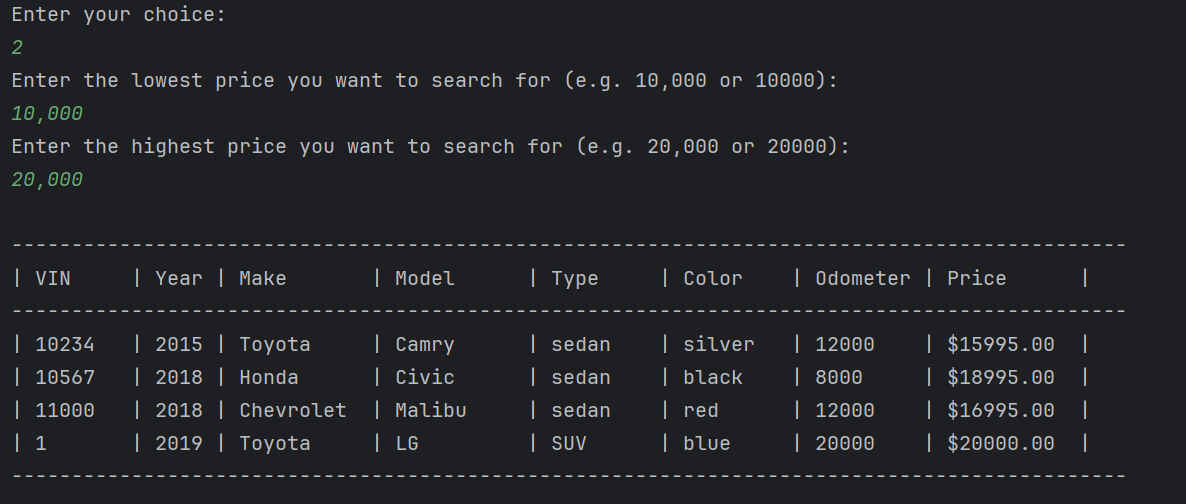 Enter your choice:
2
Enter the lowest price you want to search for (e.g. 10,000 or 10000):
10,000
Enter the highest price you want to search for (e.g. 20,000 or 20000):
20,000
---------------------------------------------------------------------------------------------
| VIN     | Year | Make       | Model      | Type     | Color    | Odometer | Price      |
---------------------------------------------------------------------------------------------
| 10234   | 2015 | Toyota     | Camry      | sedan    | silver   | 12000    | $15995.00  |
| 10567   | 2018 | Honda      | Civic      | sedan    | black    | 8000     | $18995.00  |
| 11000   | 2018 | Chevrolet  | Malibu     | sedan    | red      | 12000    | $16995.00  |
| 1       | 2019 | Toyota     | LG         | SUV      | blue     | 20000    | $20000.00  |
---------------------------------------------------------------------------------------------